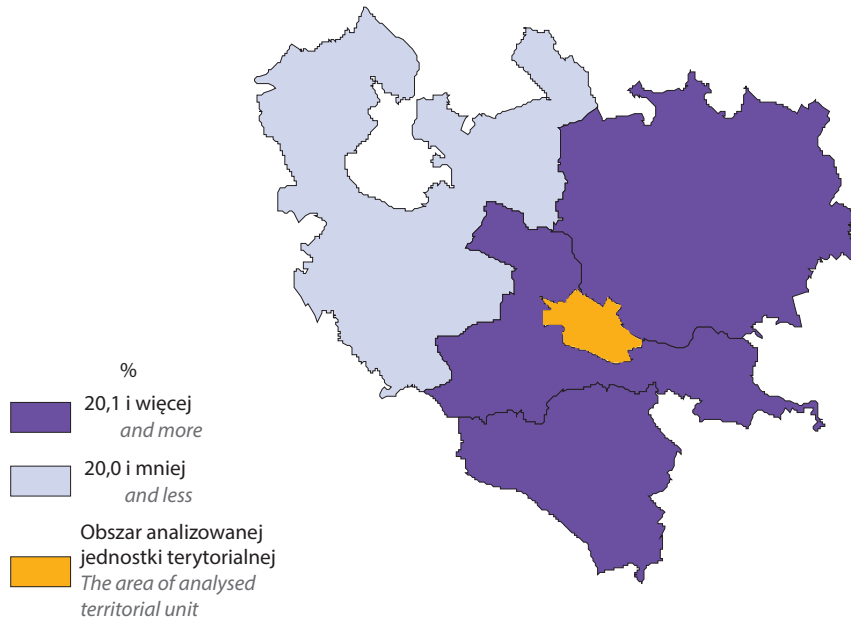 %
20,1 i więcej
and more
20,0 i mniej
and less
Obszar analizowanej
jednostki terytorialnej
The area of analysed
territorial unit